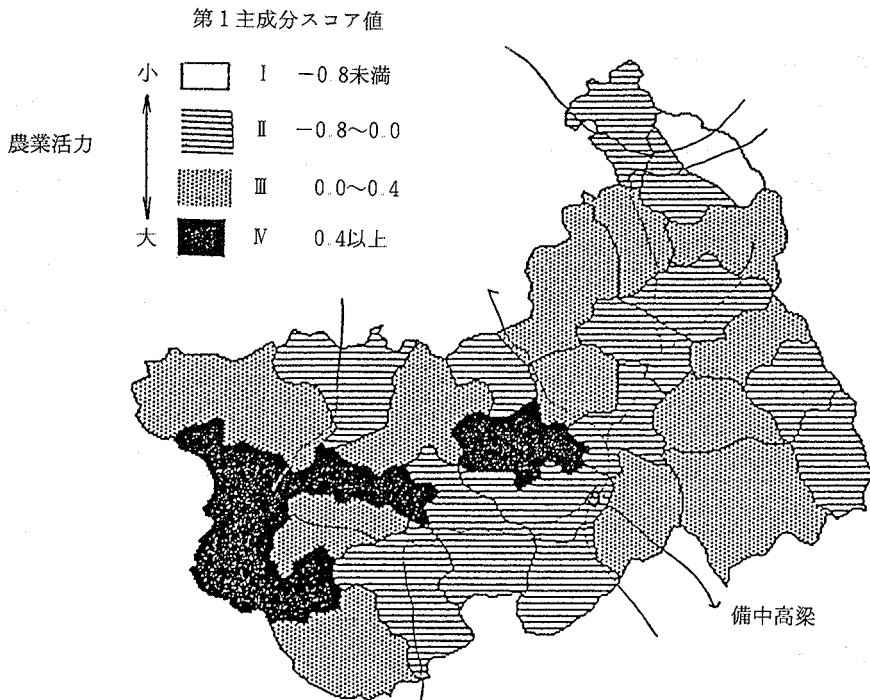 第1主成分スコア値
小 Ⅰ －0.8未満
農業活力 Ⅱ －0.8～0.0
Ⅲ 0.0～0.4
大 Ⅳ 0.4以上
備中高梁